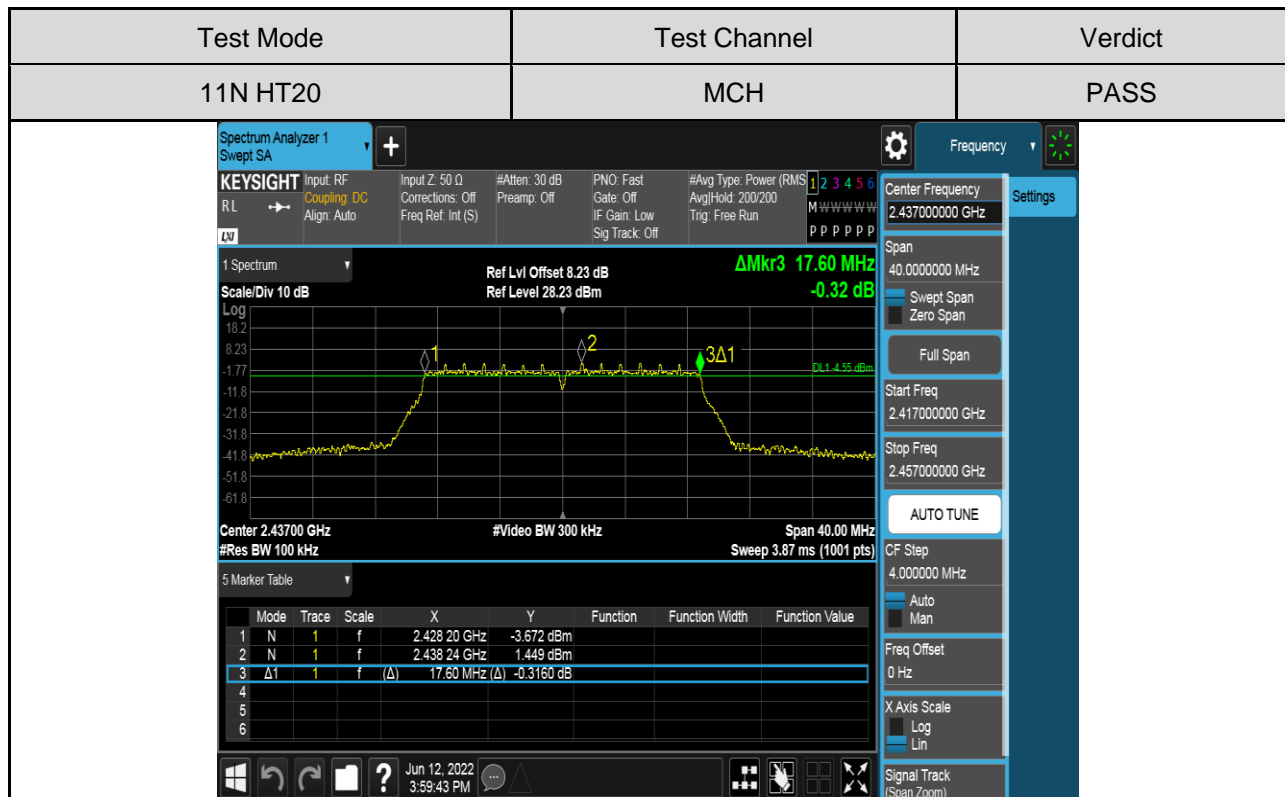 Test Mode Test Channel Verdict
11N HT20 MCH PASS
Spectrum Analyzer 1
Swept SA
+
Frequency
KEYSIGHT Input: RF Input Z: 50 Ω #Atten: 30 dB PNO: Fast #Avg Type: Power (RMS 1 2 3 4 5 6
RL Coupling: DC Corrections: Off Preamp: Off Gate: Off Avg|Hold: 200/200 M W W W W W
Align: Auto Freq Ref: Int (S) IF Gain: Low Trig: Free Run
LXI Sig Track: Off P P P P P P
1 Spectrum
Scale/Div 10 dB
Ref Lvl Offset 8.23 dB
Ref Level 28.23 dBm
ΔMkr3 17.60 MHz
-0.32 dB
Log
18.2
8.23
-1.77
-11.8
-21.8
-31.8
-41.8
-51.8
-61.8
1
2
3Δ1
DL1 -4.55 dBm
Center 2.43700 GHz #Video BW 300 kHz Span 40.00 MHz
#Res BW 100 kHz Sweep 3.87 ms (1001 pts)
5 Marker Table
Mode Trace Scale X Y Function Function Width Function Value
1 N 1 f 2.428 20 GHz -3.672 dBm
2 N 1 f 2.438 24 GHz 1.449 dBm
3 Δ1 1 f (Δ) 17.60 MHz (Δ) -0.3160 dB
4
5
6
?
Jun 12, 2022
3:59:43 PM
Center Frequency
2.437000000 GHz
Settings
Span
40.0000000 MHz
Swept Span
Zero Span
Full Span
Start Freq
2.417000000 GHz
Stop Freq
2.457000000 GHz
AUTO TUNE
CF Step
4.000000 MHz
Auto
Man
Freq Offset
0 Hz
X Axis Scale
Log
Lin
Signal Track
(Span Zoom)